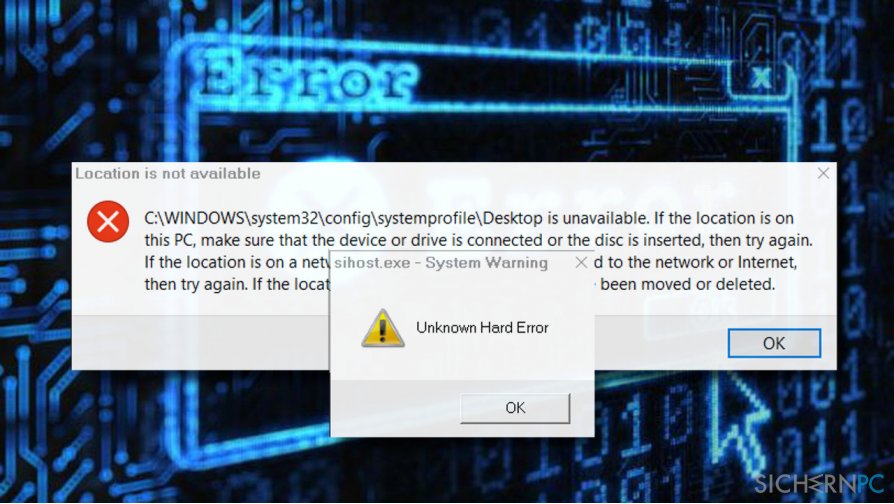 Error
x
Location is not available
C:\WINDOWS\system32\config\systemprofile\Desktop is unavailable. If the location is on
this PC, make sure that the device or drive is connected or the disc is inserted, then try again.
If the location is on a net
sihost.exe - System Warning
d to the network or Internet,
then try again. If the locat
been moved or deleted.
Unknown Hard Error
OK
OK
SICHERNPC